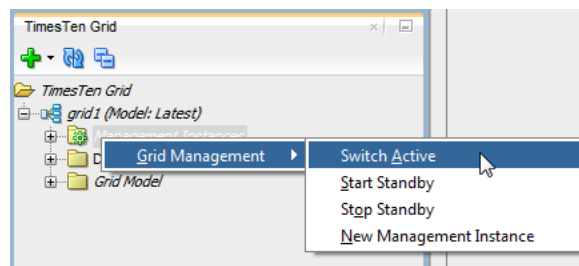 TimesTen Grid
TimesTen Grid
grid1 (Model: Latest)
Management Instances
Grid Management
Switch Active
D
Start Standby
Grid Model
Stop Standby
New Management Instance